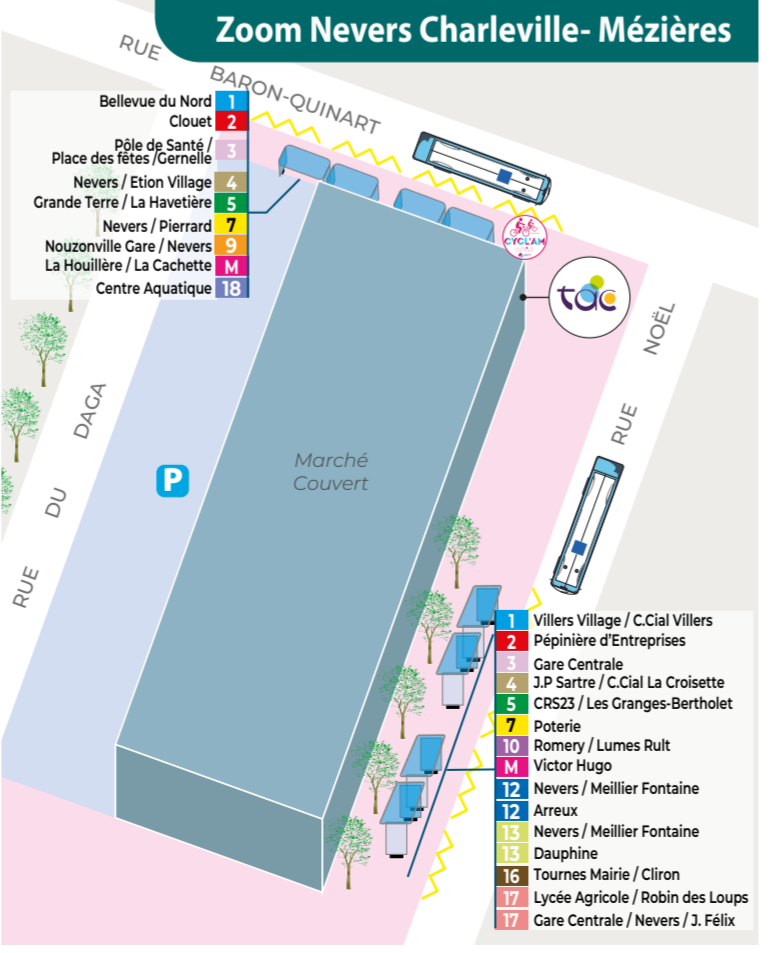 Zoom Nevers Charleville- Mézières
RUE BARON-QUINART
Bellevue du Nord 1
Clouet 2
Pôle de Santé /
Place des fêtes /Gernelle 3
Nevers / Etion Village 4
Grande Terre / La Havetière 5
Nevers / Pierrard 7
Nouzonville Gare / Nevers 9
La Houillère / La Cachette M
Centre Aquatique 18
CYCL'AM
tac
RUE NOËL
RUE DU DAGA
P
Marché
Couvert
1 Villers Village / C.Cial Villers
2 Pépinière d'Entreprises
3 Gare Centrale
4 J.P Sartre / C.Cial La Croisette
5 CRS23 / Les Granges-Bertholet
7 Poterie
10 Romery / Lumes Rult
M Victor Hugo
12 Nevers / Meillier Fontaine
12 Arreux
13 Nevers / Meillier Fontaine
13 Dauphine
16 Tournes Mairie / Cliron
17 Lycée Agricole / Robin des Loups
17 Gare Centrale / Nevers / J. Félix